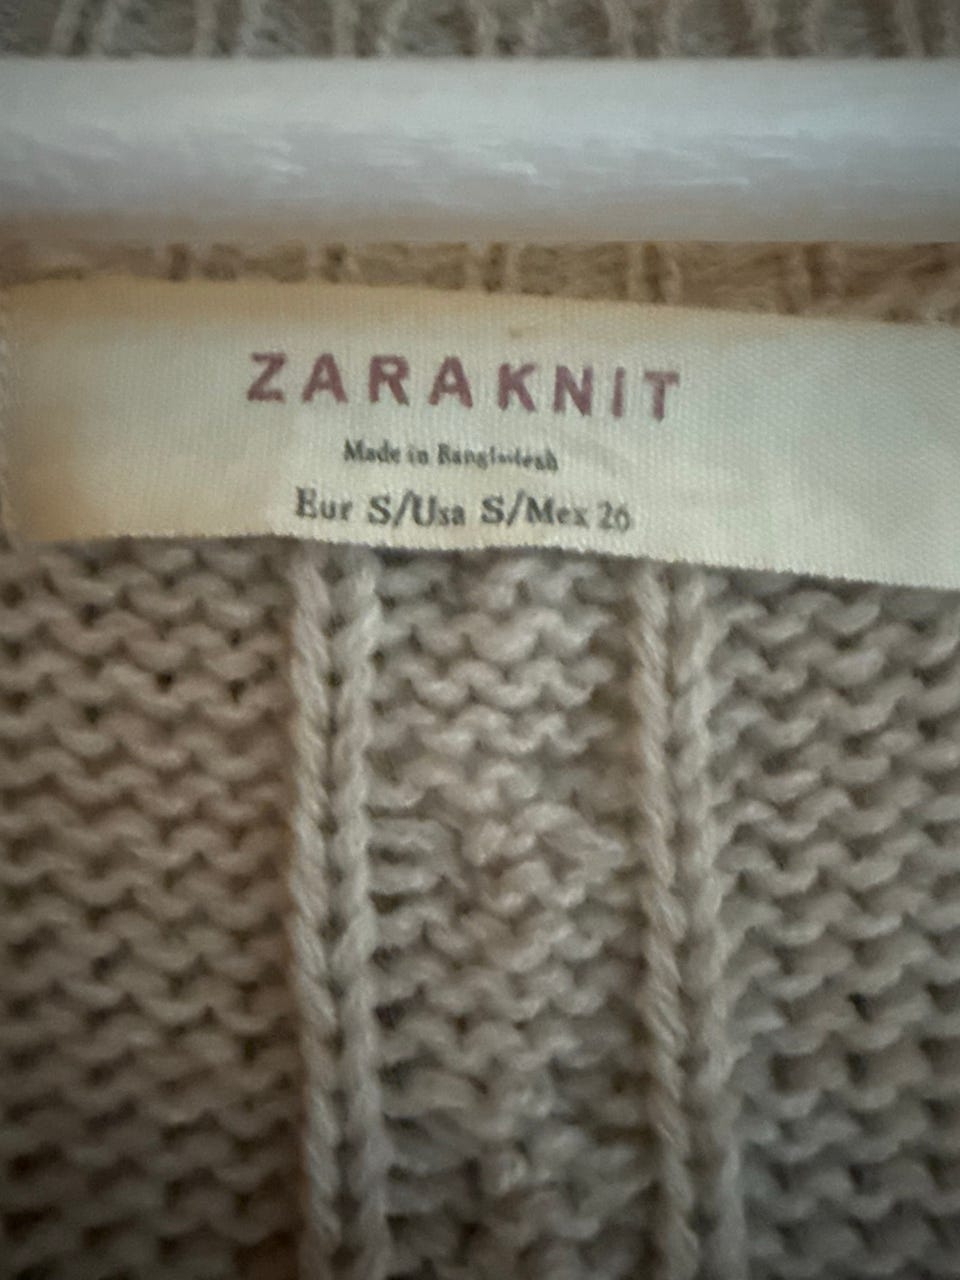 ZARAKNIT
Made in Bangladesh
Eur S/Usa S/Mex 26